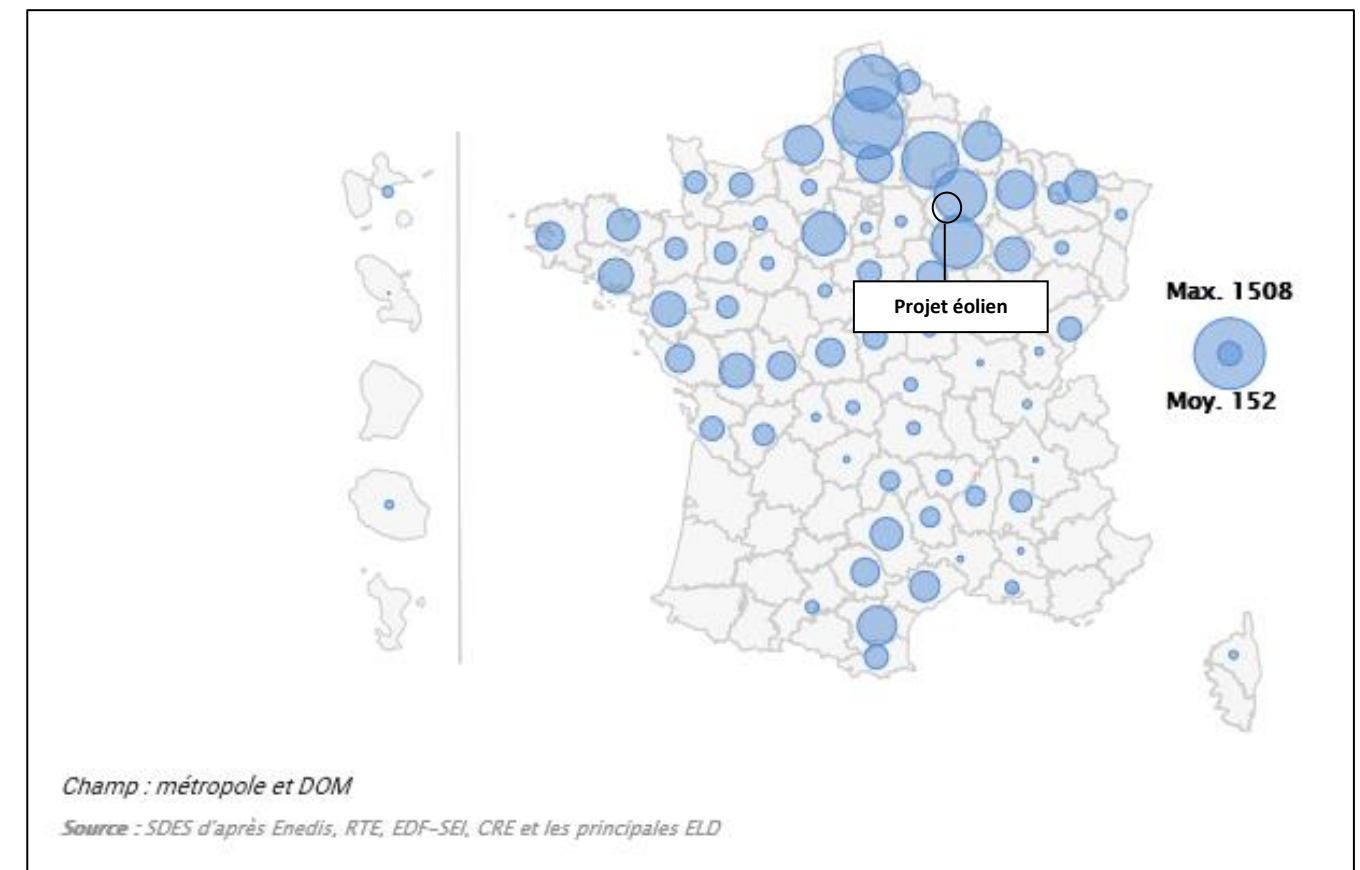 Projet éolien
Max. 1508
Moy. 152
Champ : métropole et DOM
Source : SDES d'après Enedis, RTE, EDF-SEI, CRE et les principales ELD